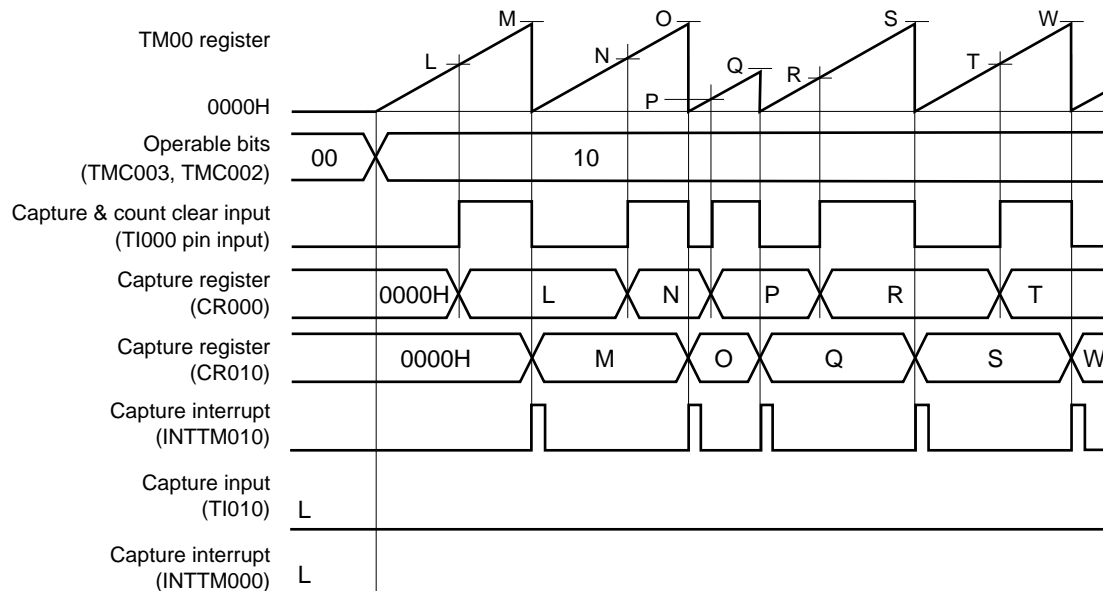 M
O
S
W
TM00 register
L
N
Q
R
T
P
0000H
Operable bits
(TMC003, TMC002)
00
10
Capture & count clear input
(TI000 pin input)
Capture register
(CR000)
0000H
L
N
P
R
T
Capture register
(CR010)
0000H
M
O
Q
S
W
Capture interrupt
(INTTM010)
Capture input
(TI010)
L
Capture interrupt
(INTTM000)
L